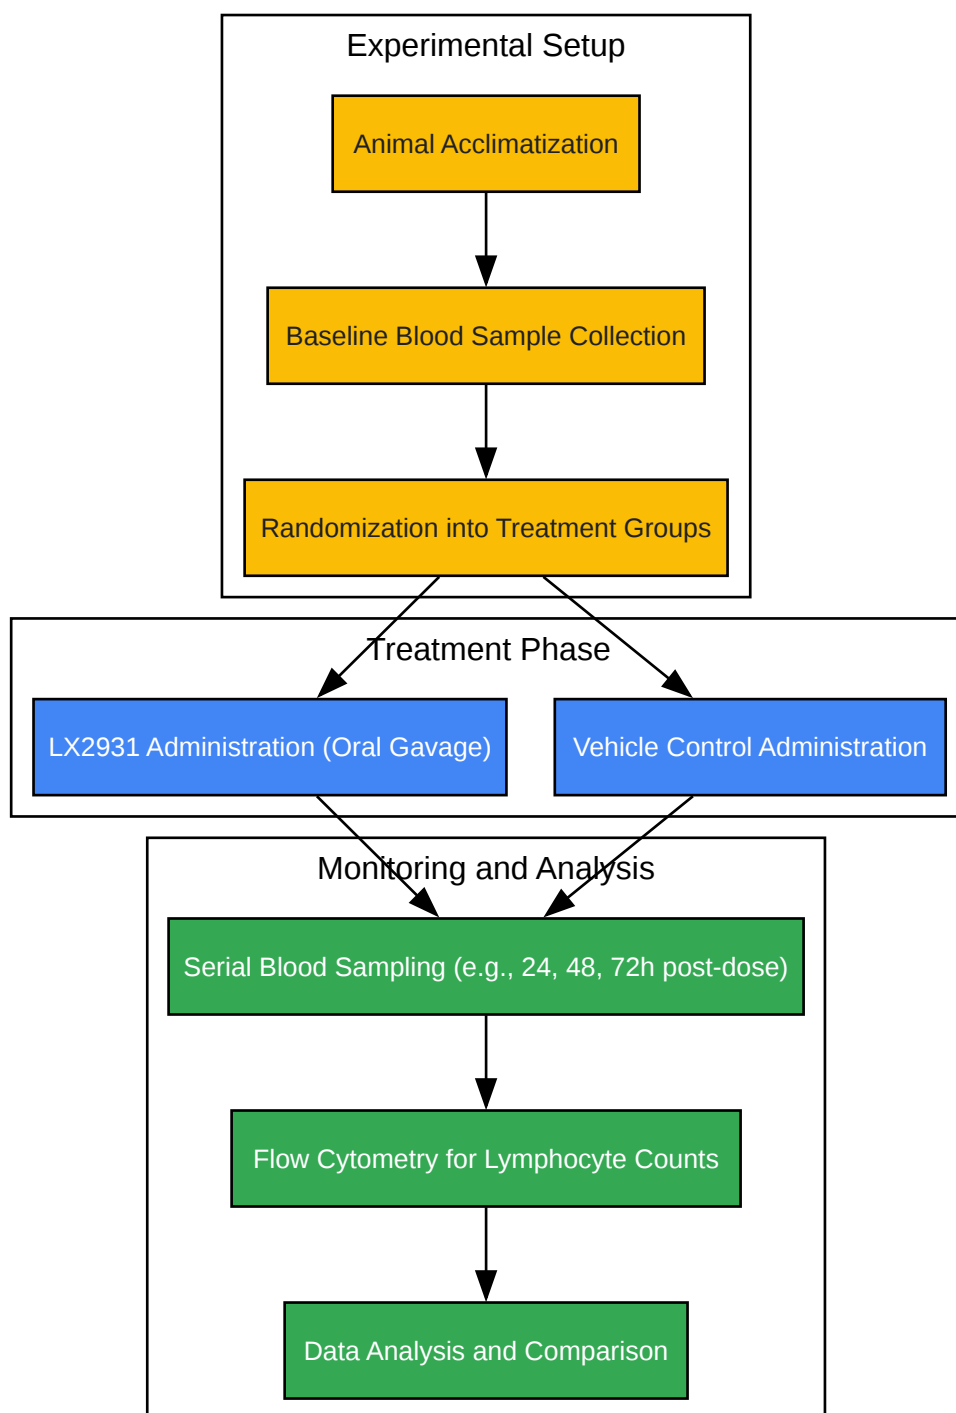 Experimental Setup
Animal Acclimatization
Baseline Blood Sample Collection
Randomization into Treatment Groups
Treatment Phase
LX2931 Administration (Oral Gavage)
Vehicle Control Administration
Monitoring and Analysis
Serial Blood Sampling (e.g., 24, 48, 72h post-dose)
Flow Cytometry for Lymphocyte Counts
Data Analysis and Comparison